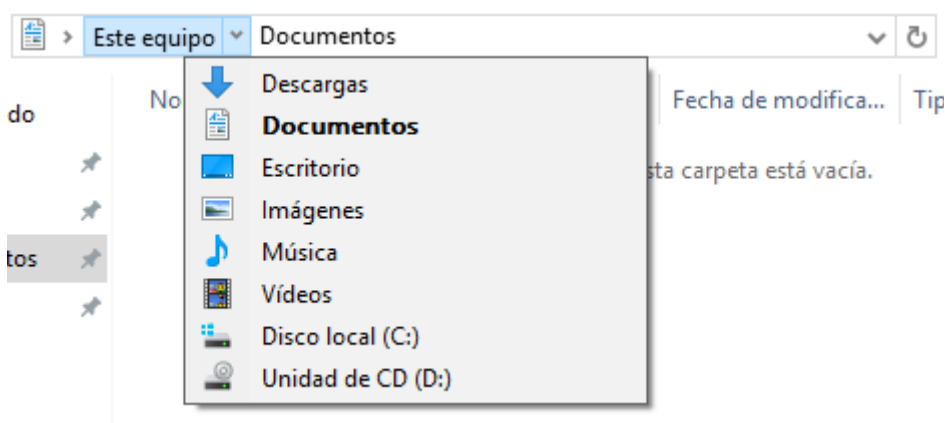 Este equipo Documentos
Descargas
No Fecha de modifica... Tip
do
Documentos
Escritorio
sta carpeta está vacía.
Imágenes
Música
tos
Vídeos
Disco local (C:)
Unidad de CD (D:)